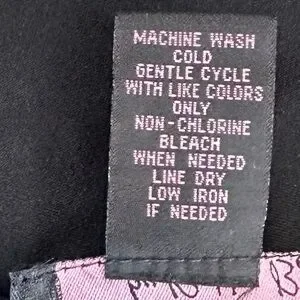 MACHINE WASH
COLD
GENTLE CYCLE
WITH LIKE COLORS
ONLY
NON-CHLORINE
BLEACH
WHEN NEEDED
LINE DRY
LOW IRON
IF NEEDED